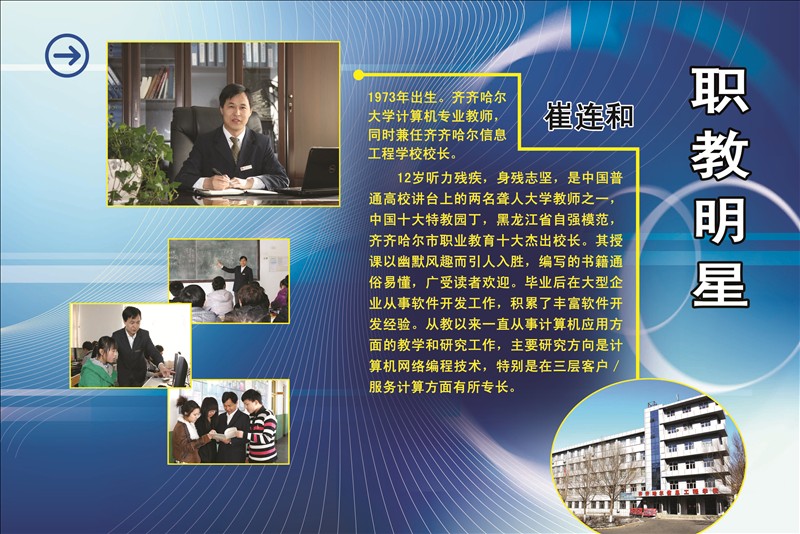 职教明星
崔连和
1973年出生。齐齐哈尔
大学计算机专业教师，
同时兼任齐齐哈尔信息
工程学校校长。
12岁听力残疾，身残志坚，是中国普
通高校讲台上的两名聋人大学教师之一，
中国十大特教园丁，黑龙江省自强模范，
齐齐哈尔市职业教育十大杰出校长。其授
课以幽默风趣而引人入胜，编写的书籍通
俗易懂，广受读者欢迎。毕业后在大型企
业从事软件开发工作，积累了丰富软件开
发经验。从教以来一直从事计算机应用方
面的教学和研究工作，主要研究方向是计
算机网络编程技术，特别是在三层客户／
服务计算方面有所专长。